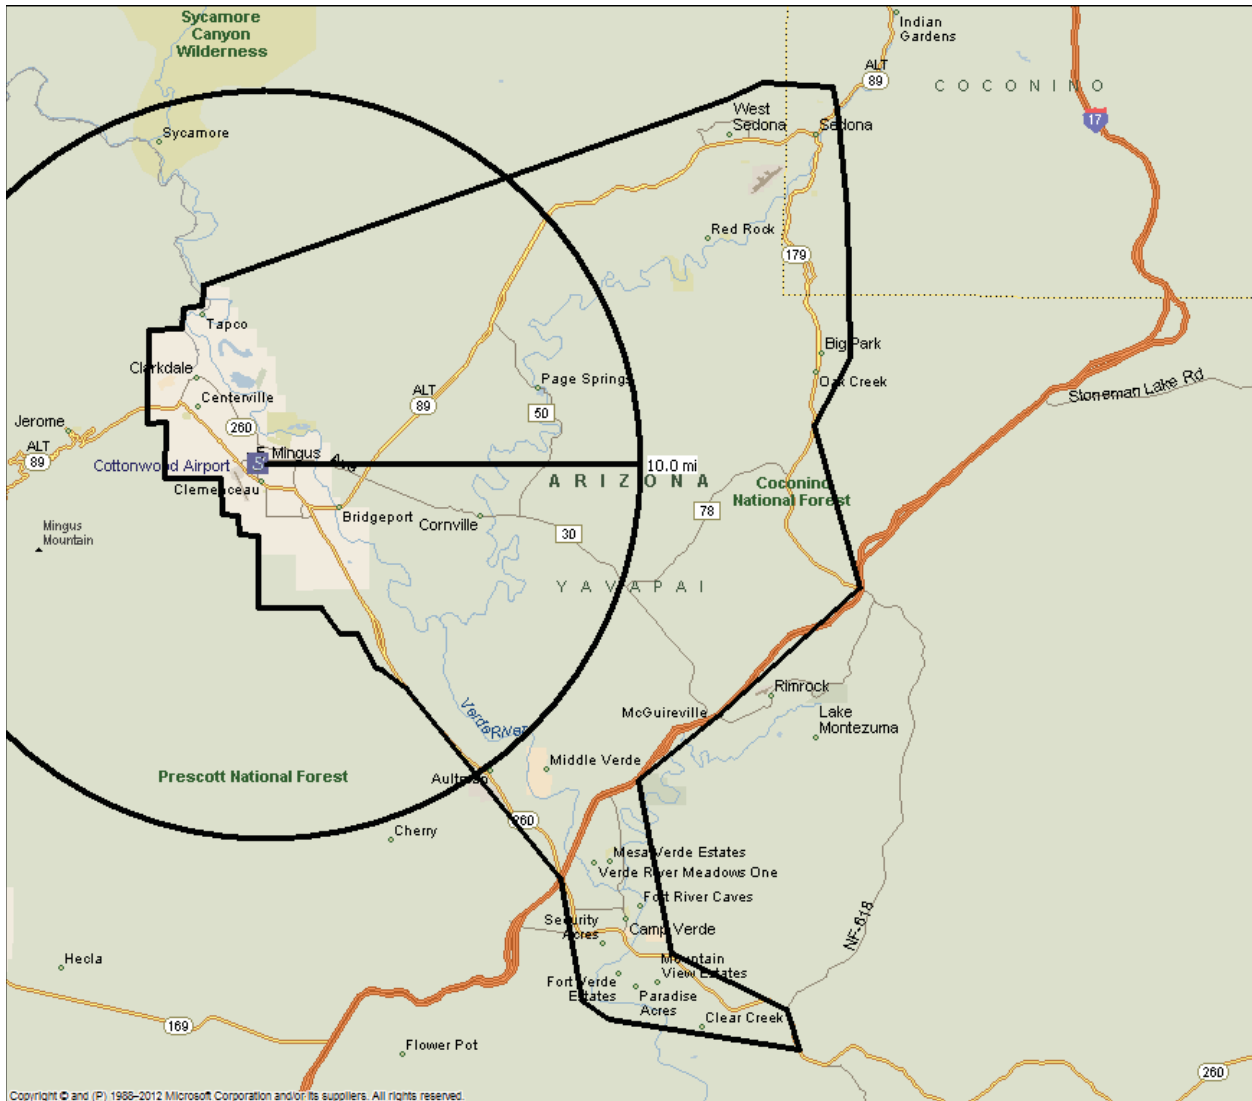 Sycamore
Canyon
Wilderness
Indian
Gardens
ALT
89
COCONINO
17
West
Sedona
Sedona
Sycamore
Red Rock
179
Tapco
Big Park
Clarkdale
Page Springs
Oak Creek
Stoneman Lake Rd
Centerville
ALT
89
50
260
Jerome
ALT
89
Mingus
Cottonwood Airport
10.0 mi
ARIZONA
Coconino
National Forest
Clemenceau
Bridgeport
Cornville
78
30
Mingus
Mountain
YAVAPAI
Rimrock
McGuireville
Lake
Montezuma
Verde River
Middle Verde
Prescott National Forest
260
Cherry
Mesa Verde Estates
Verde River Meadows One
Fort River Caves
Security
Acres
Camp Verde
NF-618
Hecla
Mountain
View Estates
Fort Verde
Estates
Paradise
Acres
Clear Creek
169
Flower Pot
260
Copyright © and (P) 1988–2012 Microsoft Corporation and/or its suppliers. All rights reserved.